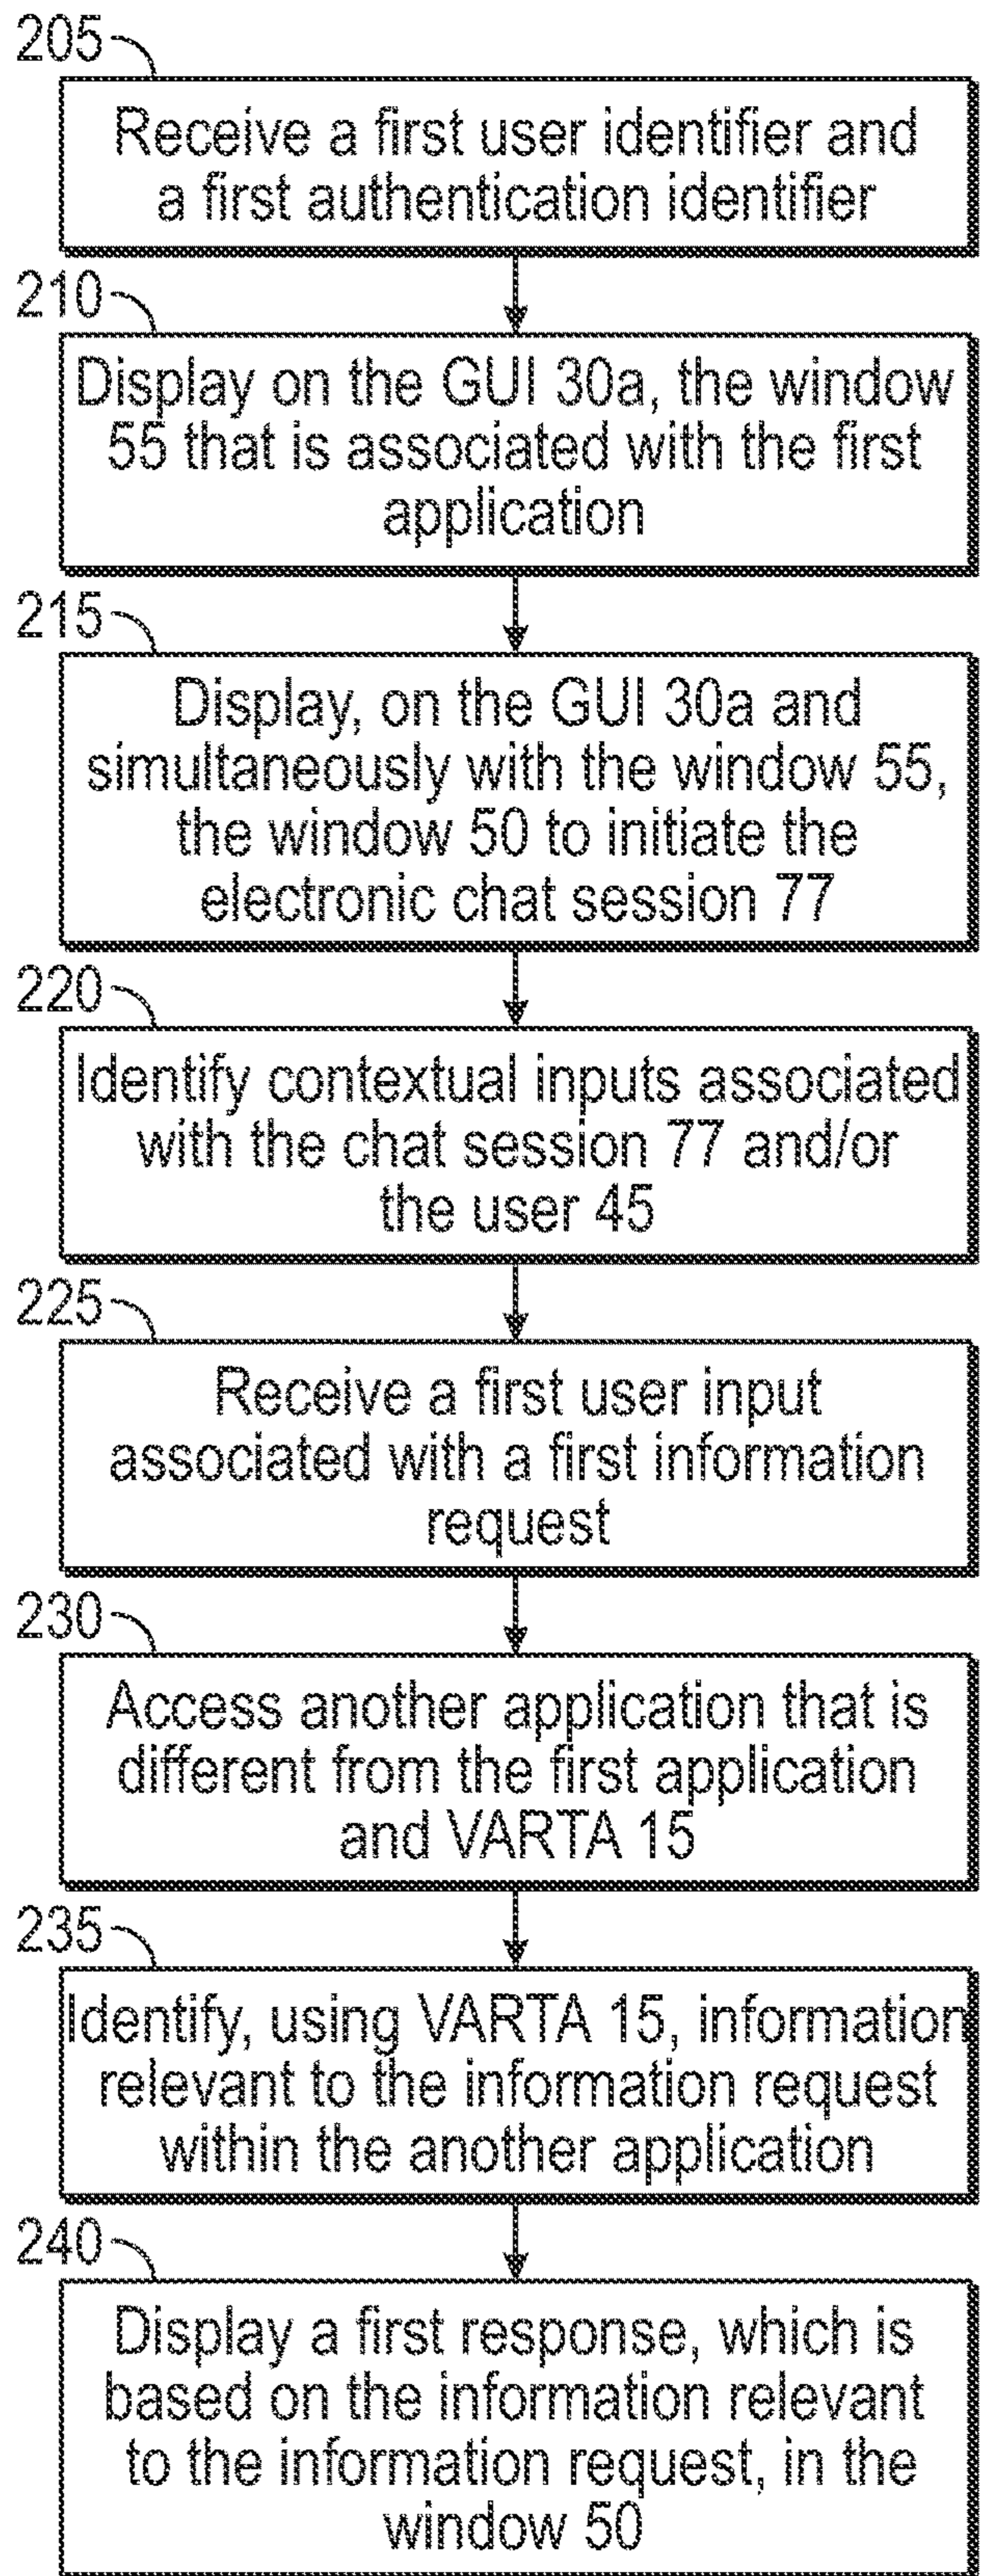 205
Receive a first user identifier and
a first authentication identifier
210
Display on the GUI 30a, the window
55 that is associated with the first
application
215
Display, on the GUI 30a and
simultaneously with the window 55,
the window 50 to initiate the
electronic chat session 77
220
Identify contextual inputs associated
with the chat session 77 and/or
the user 45
225
Receive a first user input
associated with a first information
request
230
Access another application that is
different from the first application
and VARTA 15
235
Identify, using VARTA 15, information
relevant to the information request
within the another application
240
Display a first response, which is
based on the information relevant
to the information request, in the
window 50